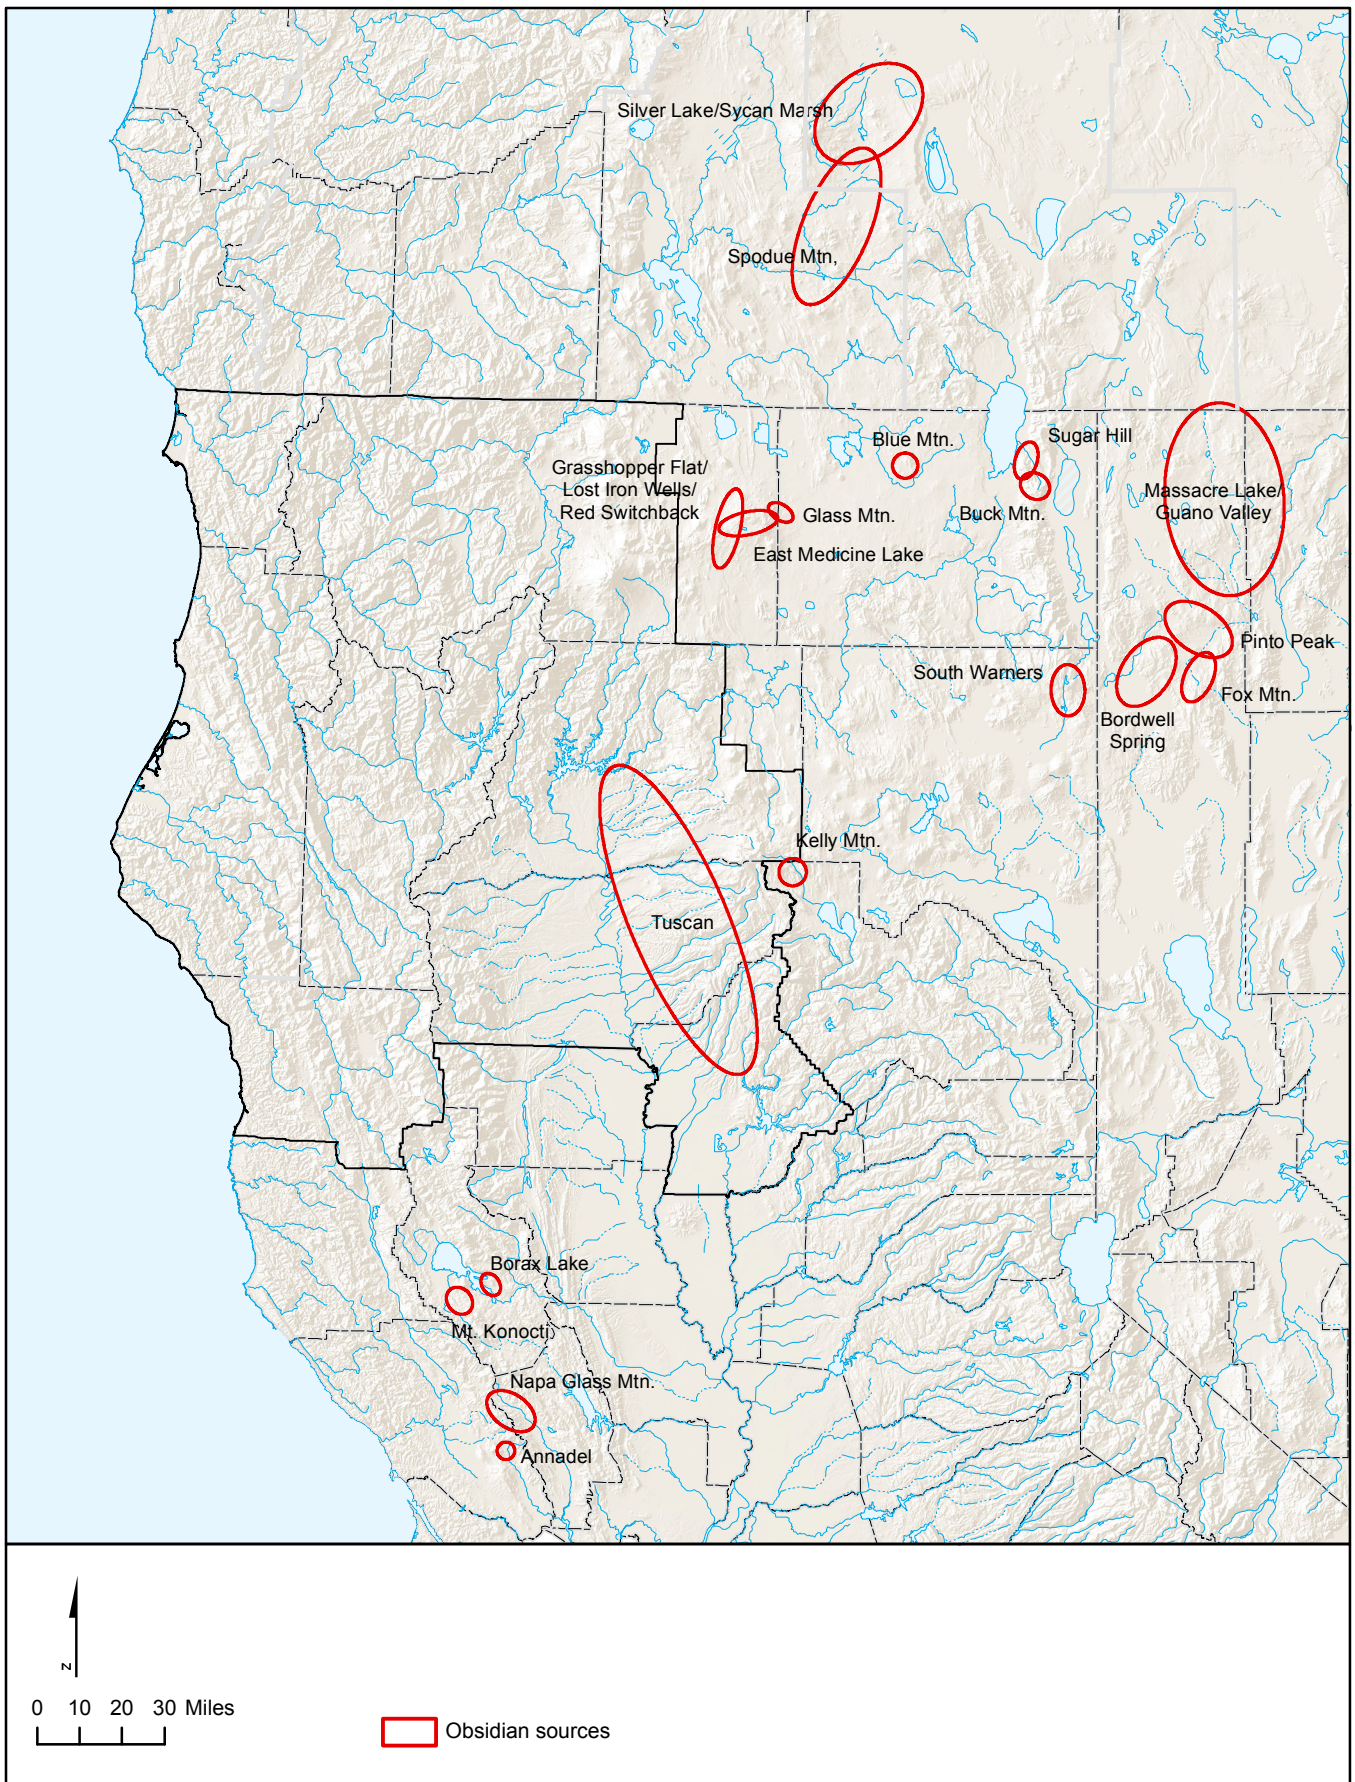 Silver Lake/Sycan Marsh
Spodue Mtn,
Blue Mtn.
Sugar Hill
Grasshopper Flat/
Lost Iron Wells/
Red Switchback
Massacre Lake/
Guano Valley
Glass Mtn.
Buck Mtn.
East Medicine Lake
Pinto Peak
South Warners
Fox Mtn.
Bordwell
Spring
Kelly Mtn.
Tuscan
Borax Lake
Mt. Konocti
Napa Glass Mtn.
Annadel
N
0 10 20 30 Miles
Obsidian sources